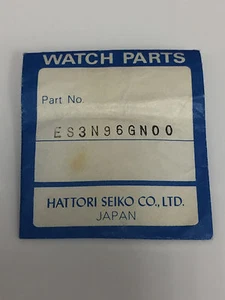 WATCH PARTS
Part No.
ES3N96GN00
HATTORI SEIKO CO., LTD.
JAPAN